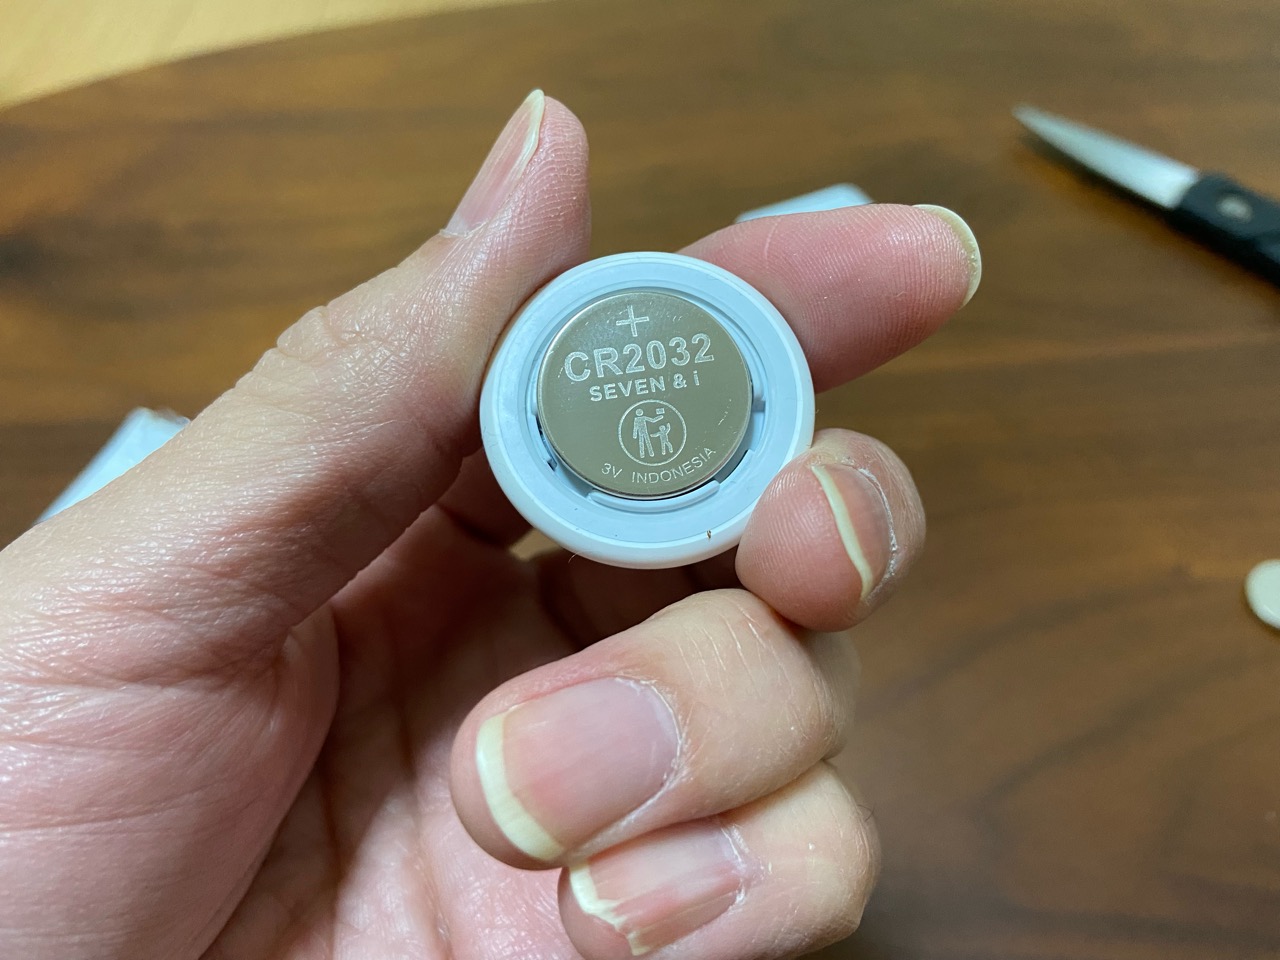 +
CR2032
SEVEN & i
3V INDONESIA